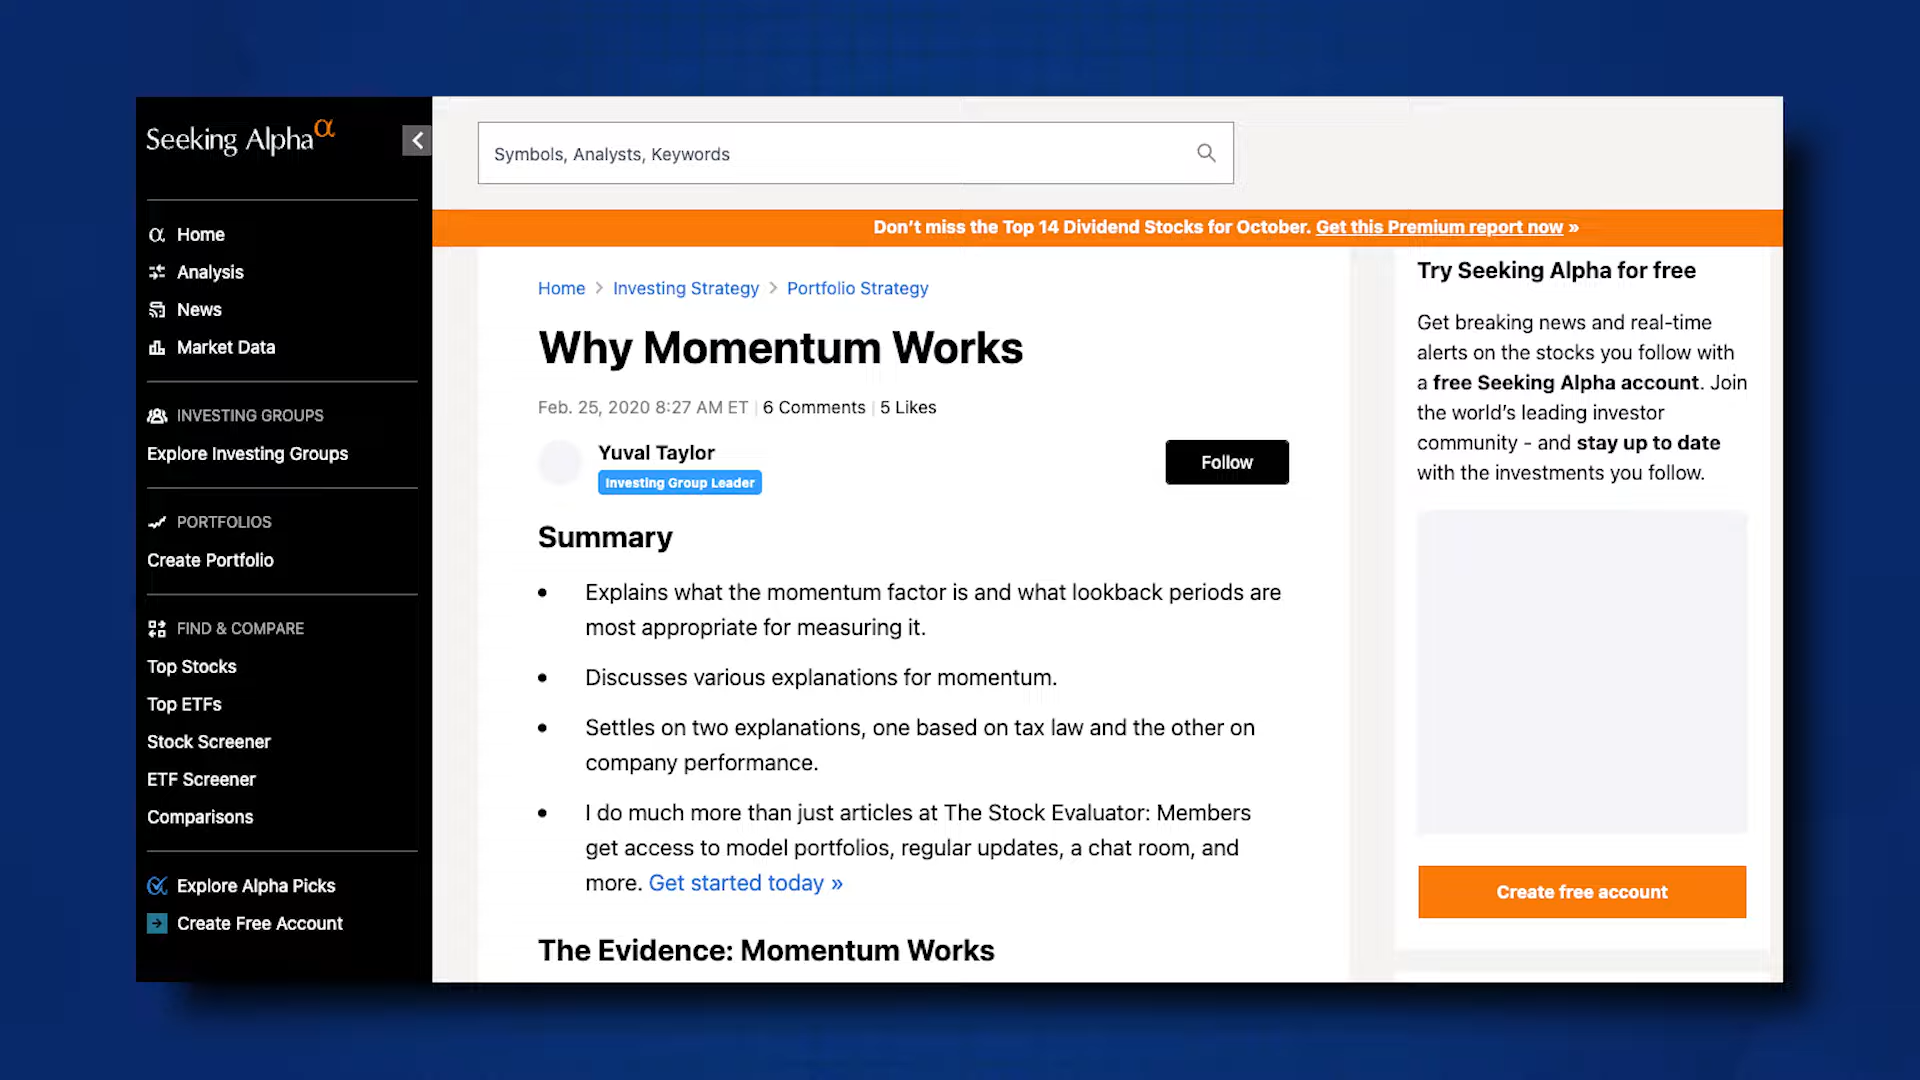 Seeking Alpha α
Home
Analysis
News
Market Data
INVESTING GROUPS
Explore Investing Groups
PORTFOLIOS
Create Portfolio
FIND & COMPARE
Top Stocks
Top ETFs
Stock Screener
ETF Screener
Comparisons
Explore Alpha Picks
Create Free Account
Symbols, Analysts, Keywords
Don't miss the Top 14 Dividend Stocks for October. Get this Premium report now »
Home > Investing Strategy > Portfolio Strategy
Why Momentum Works
Feb. 25, 2020 8:27 AM ET | 6 Comments | 5 Likes
Yuval Taylor
Investing Group Leader
Follow
Summary
• Explains what the momentum factor is and what lookback periods are
most appropriate for measuring it.
• Discusses various explanations for momentum.
• Settles on two explanations, one based on tax law and the other on
company performance.
• I do much more than just articles at The Stock Evaluator: Members
get access to model portfolios, regular updates, a chat room, and
more. Get started today »
The Evidence: Momentum Works
Try Seeking Alpha for free
Get breaking news and real-time
alerts on the stocks you follow with
a free Seeking Alpha account. Join
the world's leading investor
community - and stay up to date
with the investments you follow.
Create free account